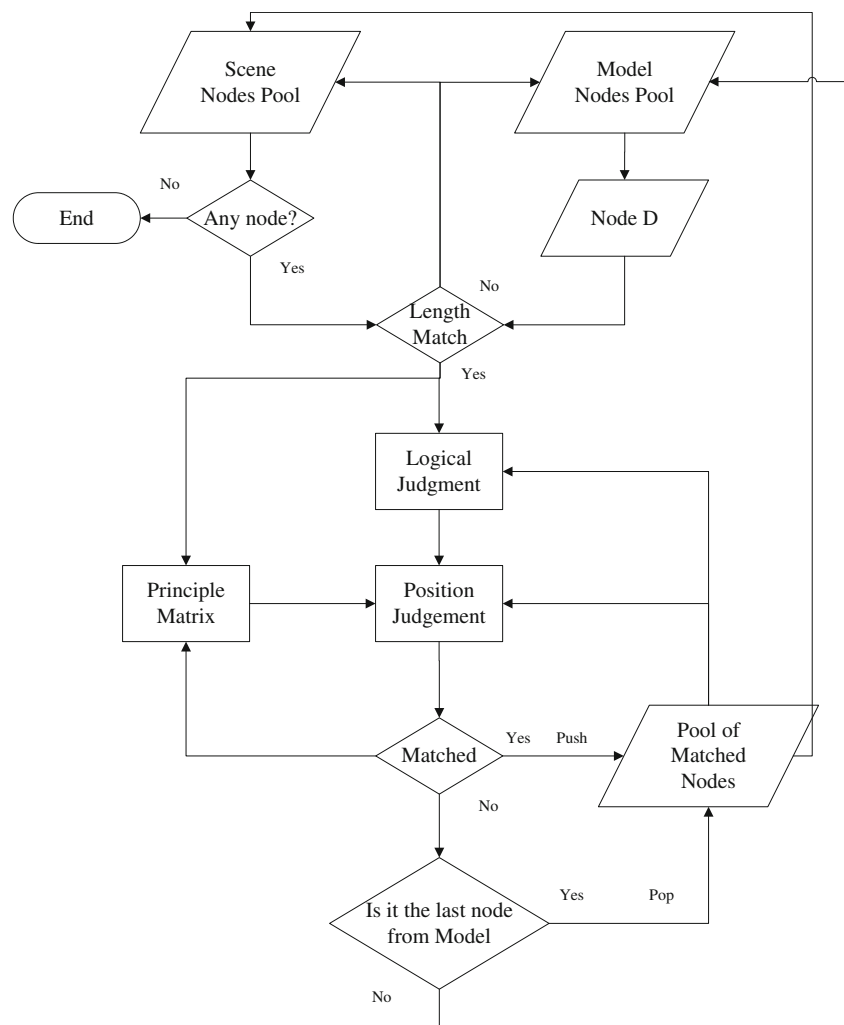 Scene
Nodes Pool
Model
Nodes Pool
No
End
Any node?
Node D
Yes
No
Length
Match
Yes
Logical
Judgment
Principle
Matrix
Position
Judgement
Matched
Yes
Push
Pool of
Matched
Nodes
No
Is it the last node
from Model
Yes
Pop
No